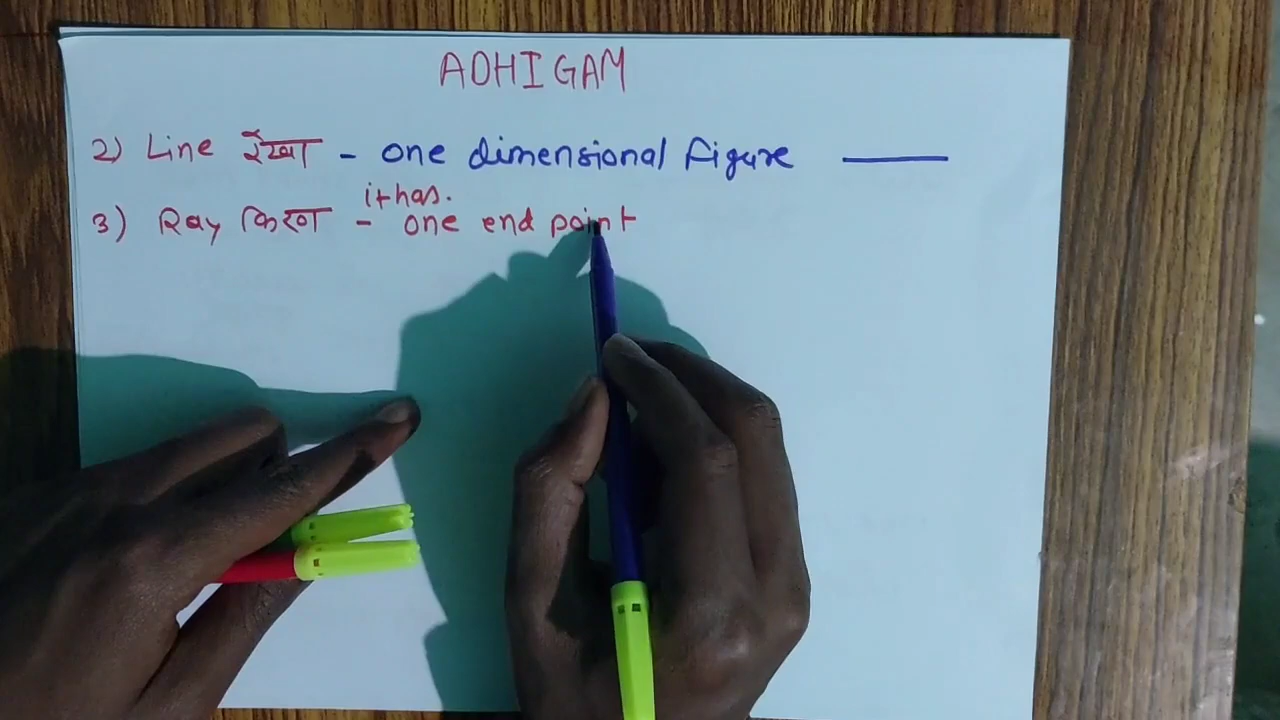 ADHIGAM
2) Line रेखा - one dimensional figure
it has.
3) Ray किरण - one end point